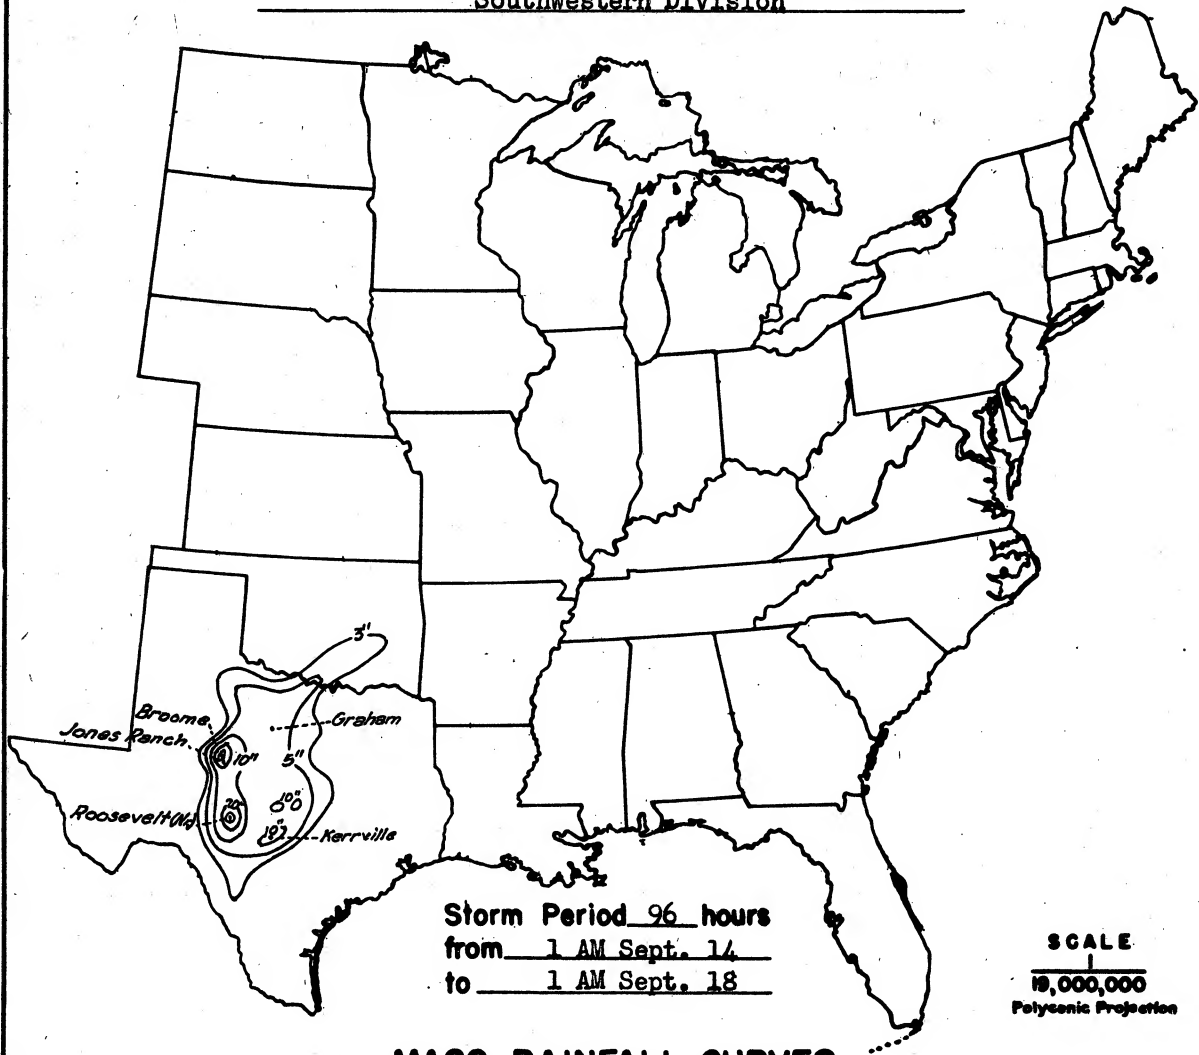 Southwestern Division
3"
Broome
Graham
Jones Ranch
10" 5"
20"
10"
Roosevelt (Nr.)
10"
Kerrville
Storm Period 96 hours
from 1 AM Sept. 14
to 1 AM Sept. 18
SCALE
1
19,000,000
Polyconic Projection
MASS RAINFALL CURVES